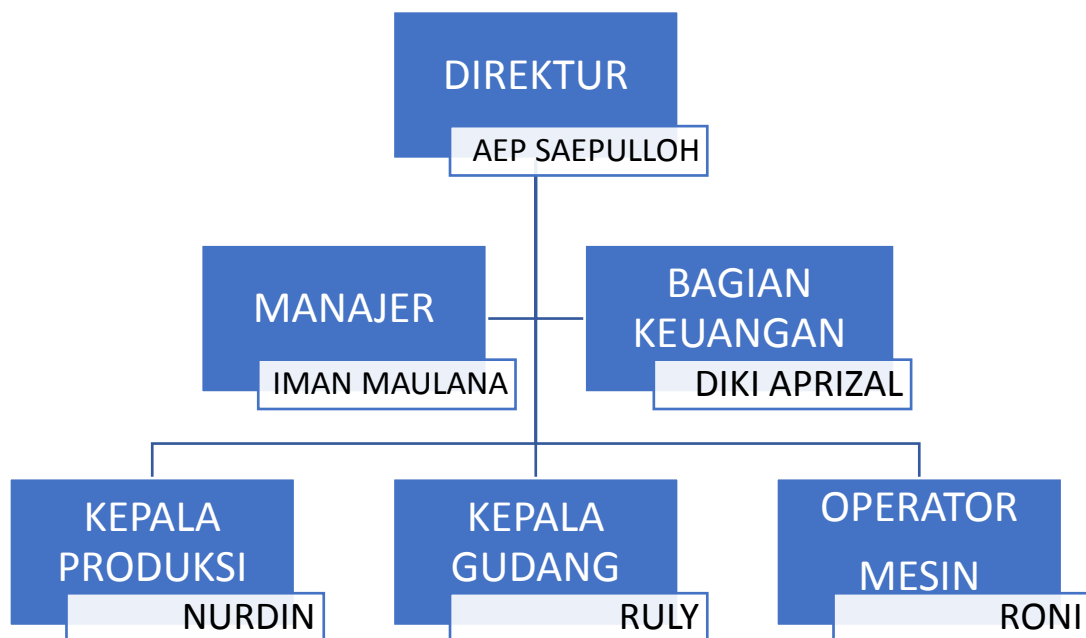 DIREKTUR
AEP SAEPULLOH
MANAJER
IMAN MAULANA
BAGIAN
KEUANGAN
DIKI APRIZAL
KEPALA
PRODUKSI
NURDIN
KEPALA
GUDANG
RULY
OPERATOR
MESIN
RONI